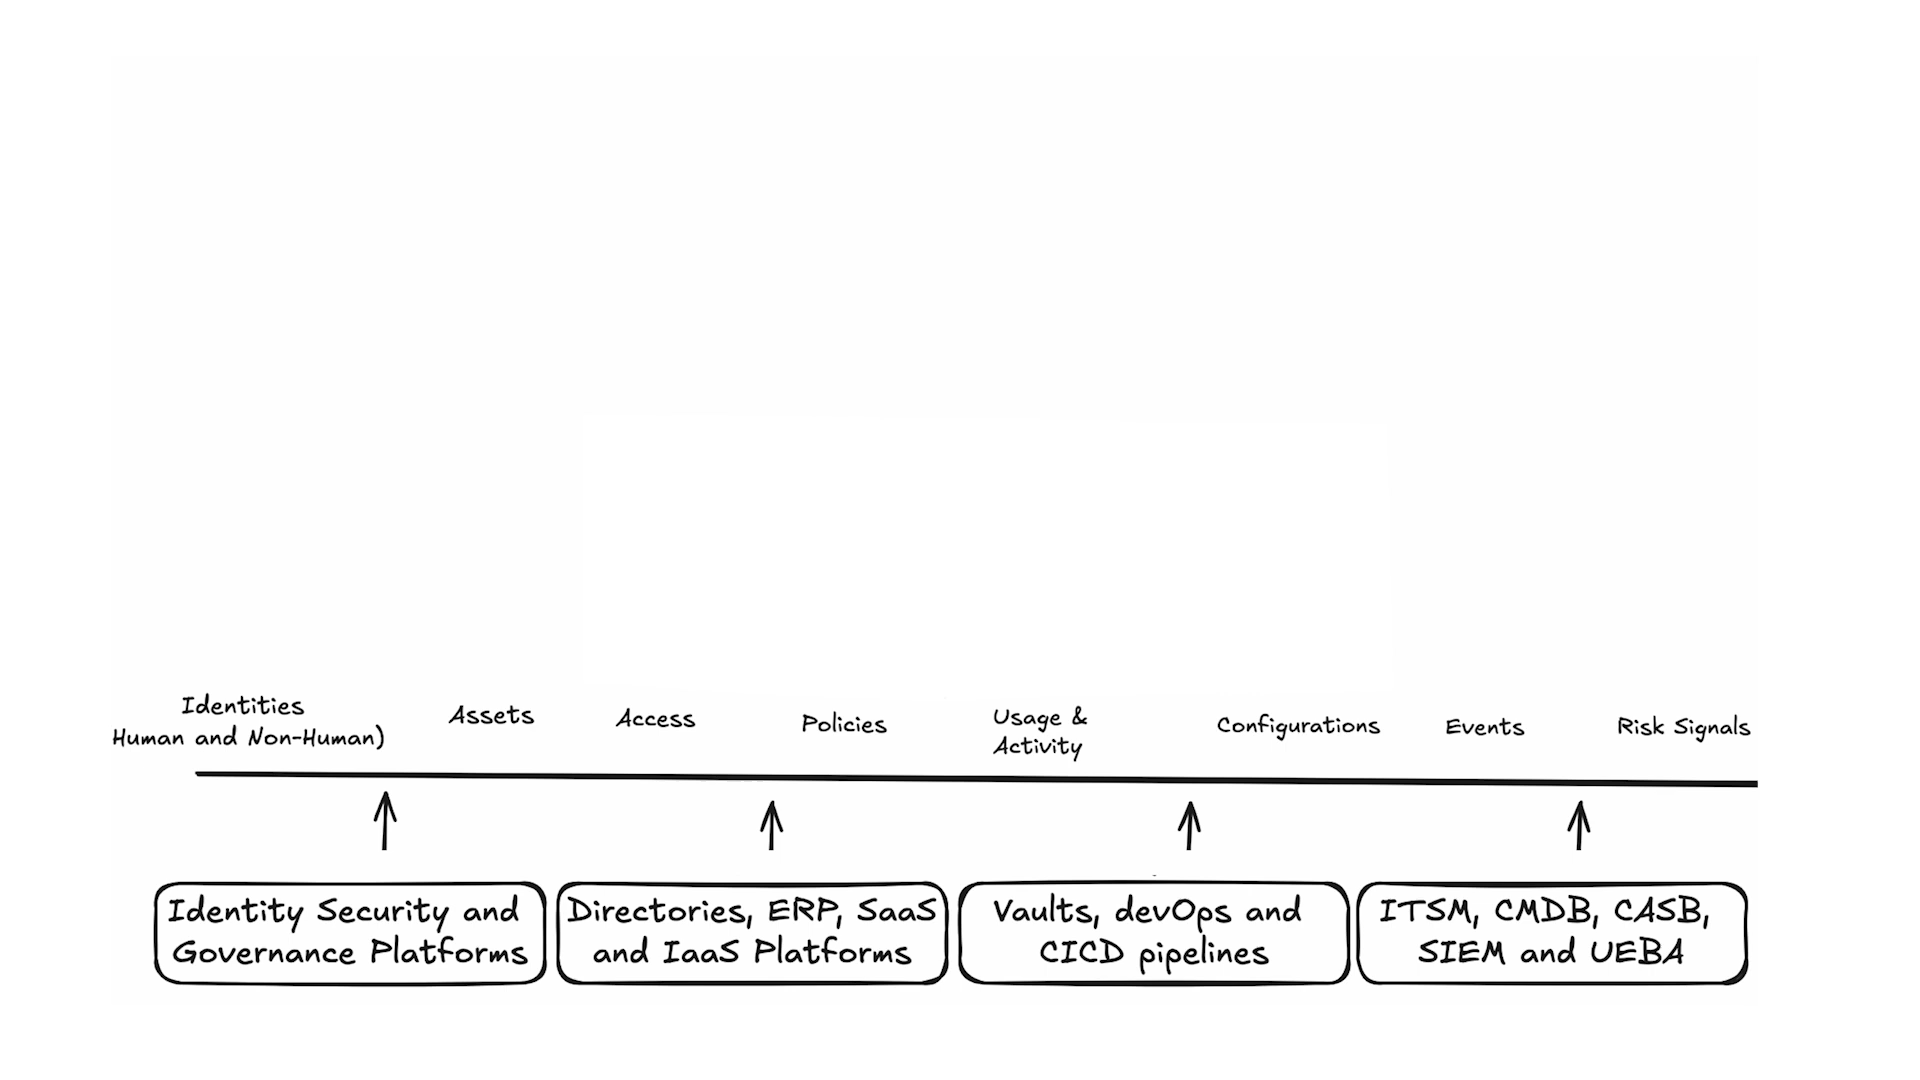 Identities
Human and Non-Human)
Assets
Access
Policies
Usage &
Activity
Configurations
Events
Risk Signals
Identity Security and
Governance Platforms
Directories, ERP, SaaS
and IaaS Platforms
Vaults, devOps and
CICD pipelines
ITSM, CMDB, CASB,
SIEM and UEBA